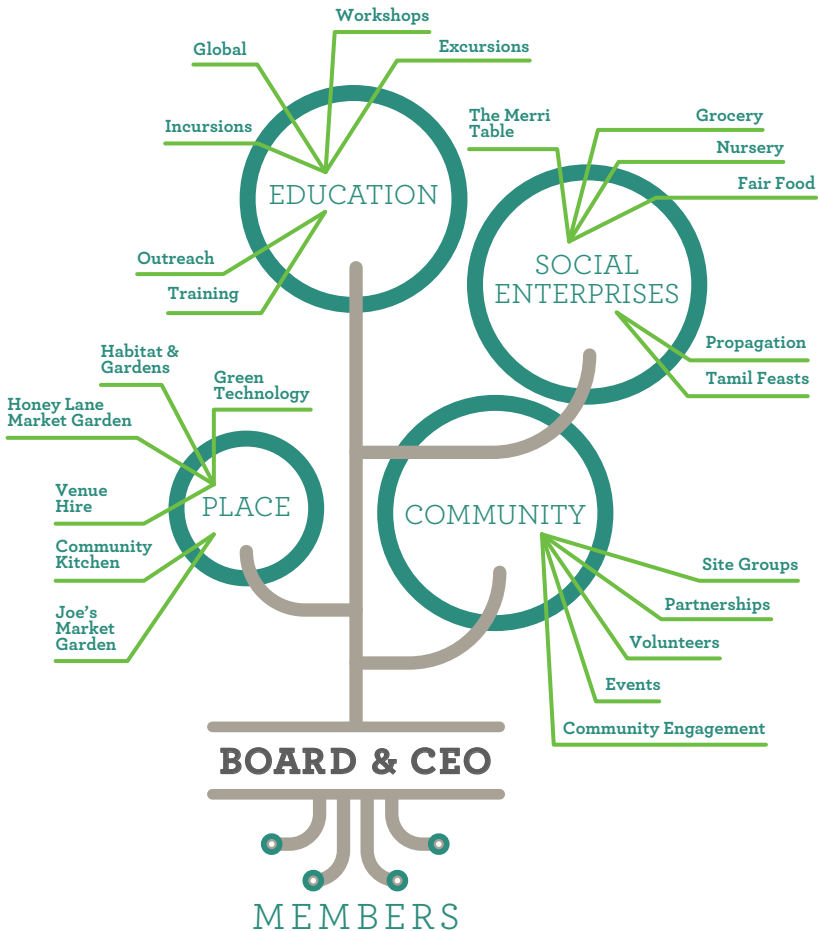 Workshops
Global
Excursions
Incursions
EDUCATION
Outreach
Training
The Merri
Table
Grocery
Nursery
Fair Food
SOCIAL
ENTERPRISES
Propagation
Tamil Feasts
Habitat &
Gardens
Green
Technology
Honey Lane
Market Garden
PLACE
Venue
Hire
Community
Kitchen
Joe's
Market
Garden
COMMUNITY
Site Groups
Partnerships
Volunteers
Events
Community Engagement
BOARD & CEO
MEMBERS